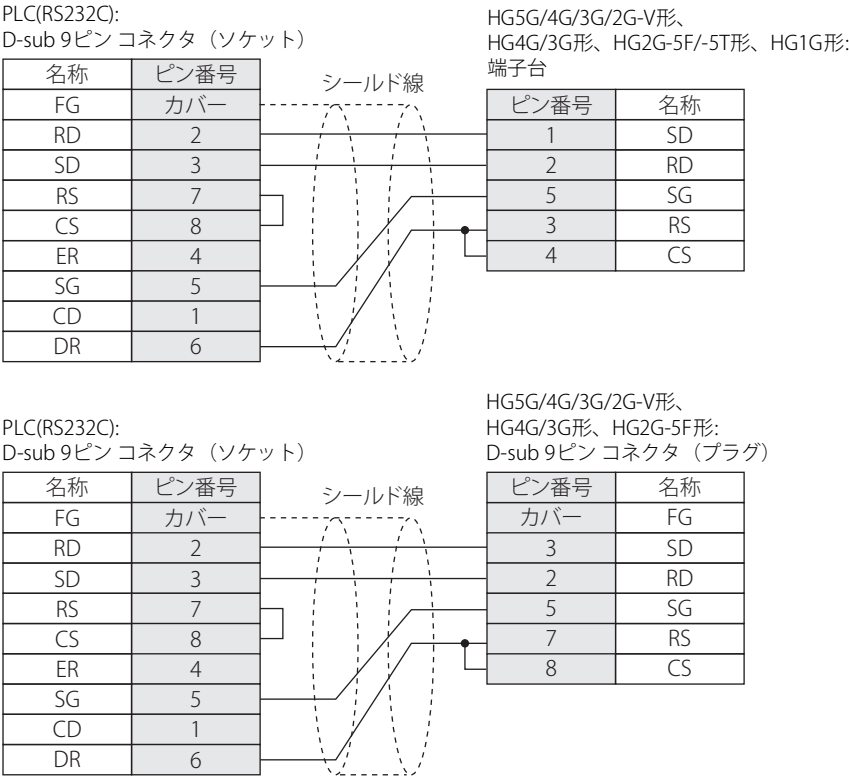 PLC(RS232C):
D-sub 9ピン コネクタ（ソケット）
名称 ピン番号
FG カバー
RD 2
SD 3
RS 7
CS 8
ER 4
SG 5
CD 1
DR 6
シールド線
HG5G/4G/3G/2G-V形、
HG4G/3G形、HG2G-5F/-5T形、HG1G形:
端子台
ピン番号 名称
1 SD
2 RD
5 SG
3 RS
4 CS
PLC(RS232C):
D-sub 9ピン コネクタ（ソケット）
名称 ピン番号
FG カバー
RD 2
SD 3
RS 7
CS 8
ER 4
SG 5
CD 1
DR 6
シールド線
HG5G/4G/3G/2G-V形、
HG4G/3G形、HG2G-5F形:
D-sub 9ピン コネクタ（プラグ）
ピン番号 名称
カバー FG
3 SD
2 RD
5 SG
7 RS
8 CS